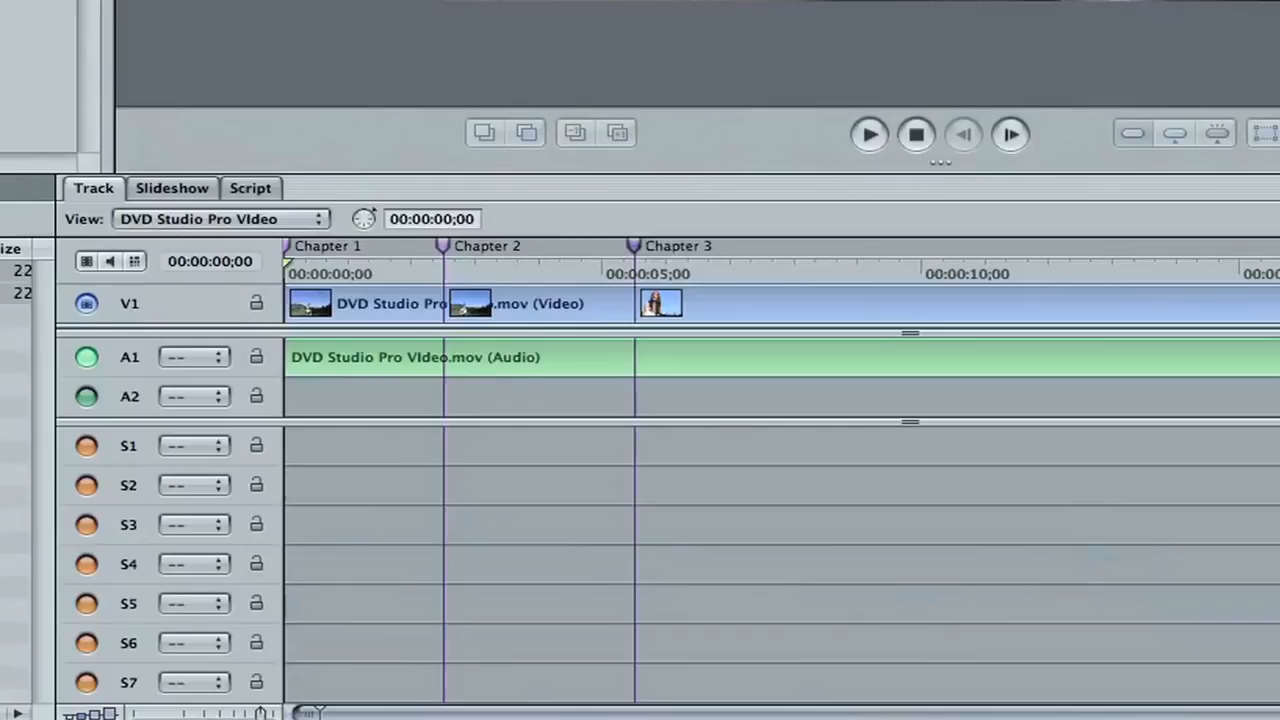 Track Slideshow Script
View: DVD Studio Pro VIdeo 00:00:00;00
ize
22
22
Chapter 1 Chapter 2 Chapter 3
00:00:00;00
00:00:00;00 00:00:05;00 00:00:10;00 00:00
V1 DVD Studio Pro .mov (Video)
A1 -- DVD Studio Pro VIdeo.mov (Audio)
A2 --
S1 --
S2 --
S3 --
S4 --
S5 --
S6 --
S7 --